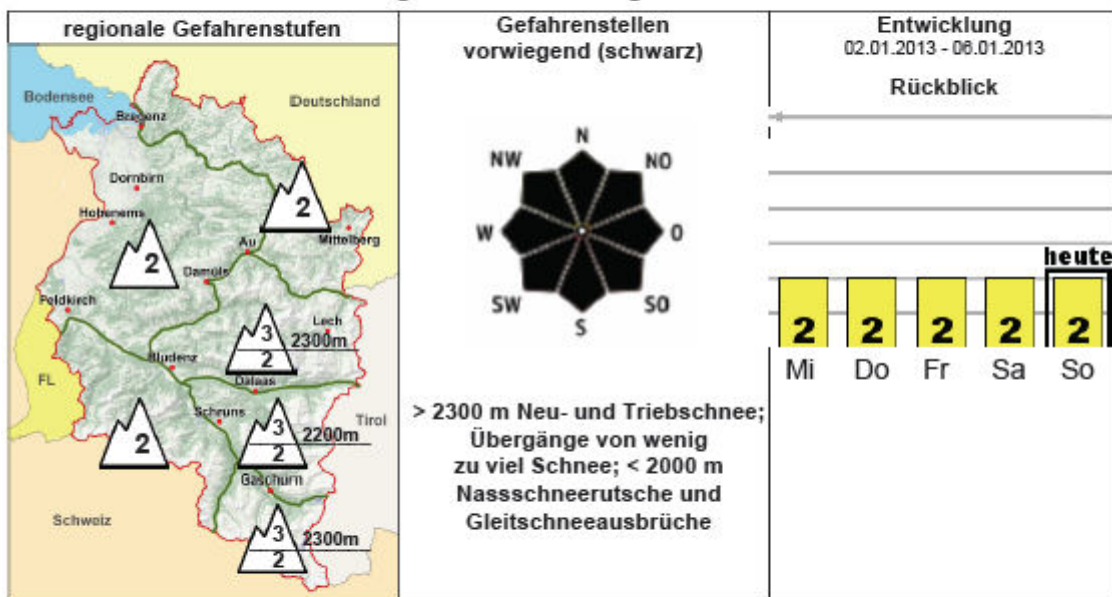 regionale Gefahrenstufen
Bodensee
Deutschland
Bregenz
Dornbirn
2
Hohenems
Mittelberg
Au
2
Damüls
Feldkirch
Lech
3
2300m
2
Bludenz
FL
Dalaas
Schruns
3
Tirol
2
2200m
2
Gaschurn
Schweiz
3
2300m
2
Gefahrenstellen
vorwiegend (schwarz)
N
NW
NO
W
O
SW
SO
S
> 2300 m Neu- und Triebschnee;
Übergänge von wenig
zu viel Schnee; < 2000 m
Nassschneerutsche und
Gleitschneeausbrüche
Entwicklung
02.01.2013 - 06.01.2013
Rückblick
heute
2 2 2 2 2
Mi Do Fr Sa So